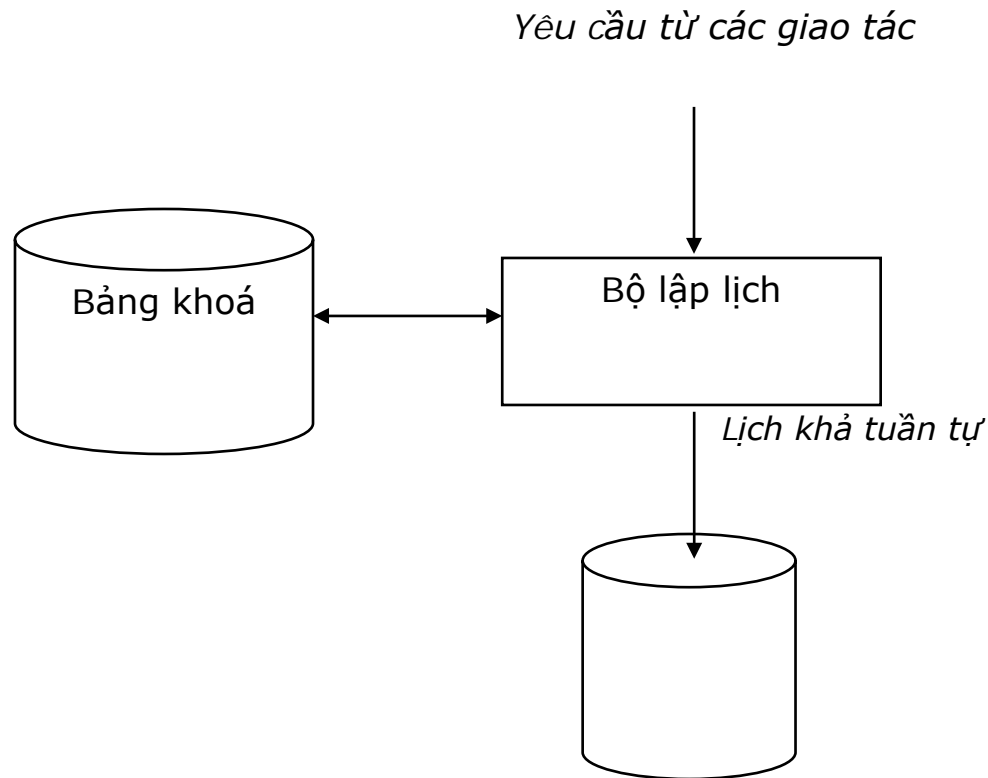 Yêu cầu từ các giao tác
Bảng khoá
Bộ lập lịch
Lịch khả tuần tự